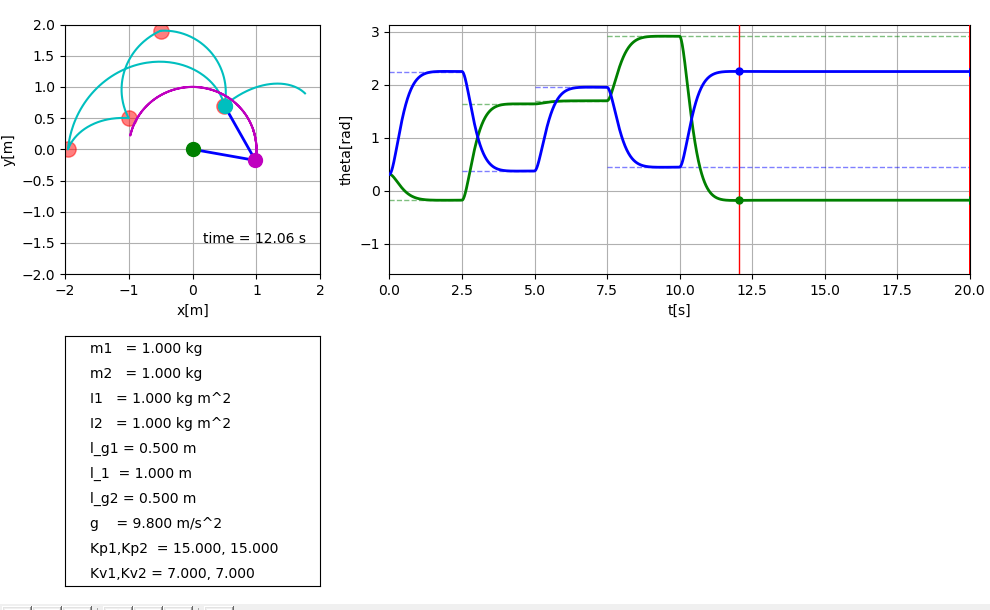 2.0
1.5
1.0
0.5
0.0
−0.5
−1.0
−1.5
−2.0
y[m]
time = 12.06 s
−2
−1
0
1
2
x[m]
3
2
1
0
−1
theta[rad]
0.0
2.5
5.0
7.5
10.0
12.5
15.0
17.5
20.0
t[s]
m1 = 1.000 kg
m2 = 1.000 kg
I1 = 1.000 kg m^2
I2 = 1.000 kg m^2
l_g1 = 0.500 m
l_1 = 1.000 m
l_g2 = 0.500 m
g = 9.800 m/s^2
Kp1,Kp2 = 15.000, 15.000
Kv1,Kv2 = 7.000, 7.000